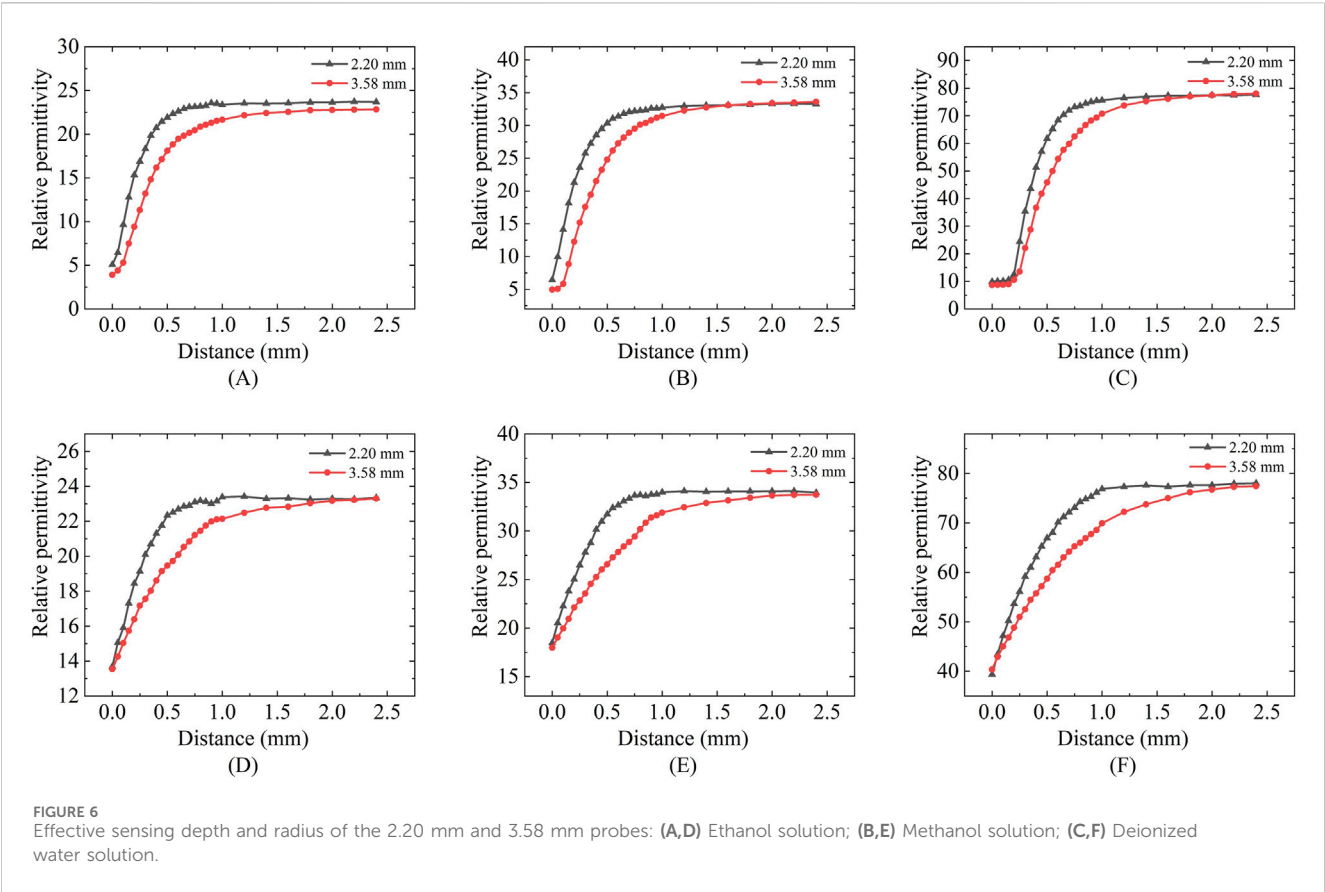 30
25
20
15
10
5
0
Relative permittivity
2.20 mm
3.58 mm
0.0 0.5 1.0 1.5 2.0 2.5
Distance (mm)
(A)
40
35
30
25
20
15
10
5
Relative permittivity
2.20 mm
3.58 mm
0.0 0.5 1.0 1.5 2.0 2.5
Distance (mm)
(B)
90
80
70
60
50
40
30
20
10
0
Relative permittivity
2.20 mm
3.58 mm
0.0 0.5 1.0 1.5 2.0 2.5
Distance (mm)
(C)
26
24
22
20
18
16
14
12
Relative permittivity
2.20 mm
3.58 mm
0.0 0.5 1.0 1.5 2.0 2.5
Distance (mm)
(D)
40
35
30
25
20
15
Relative permittivity
2.20 mm
3.58 mm
0.0 0.5 1.0 1.5 2.0 2.5
Distance (mm)
(E)
80
70
60
50
40
Relative permittivity
2.20 mm
3.58 mm
0.0 0.5 1.0 1.5 2.0 2.5
Distance (mm)
(F)
FIGURE 6
Effective sensing depth and radius of the 2.20 mm and 3.58 mm probes: (A,D) Ethanol solution; (B,E) Methanol solution; (C,F) Deionized
water solution.